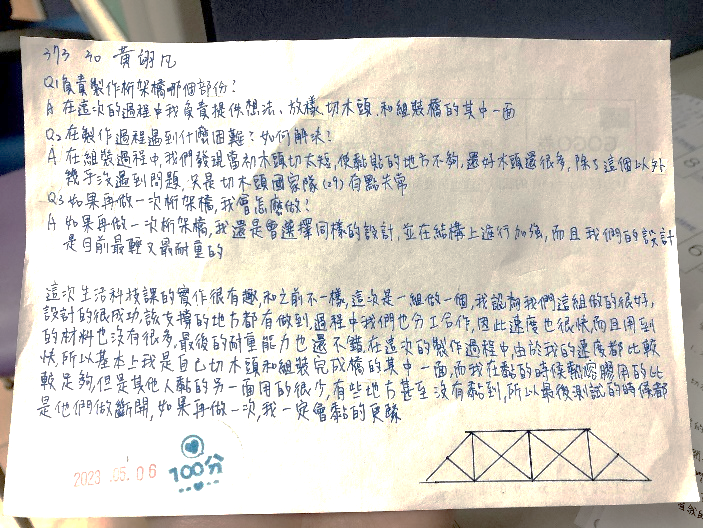 373 30 黃翊凡
Q1負責製作桁架橋哪個部份?
A 在這次的過程中我負責提供想法、放樣、切木頭、和組裝橋的其中一面
Q2在製作過程遇到什麼困難?如何解決?
A 在組裝過程中,我們發現當初木頭切太短,使黏貼的地方不夠,還好木頭還很多,除了這個以外
幾乎沒遇到問題,只是切木頭國家隊(29)有點失常
Q3如果再做一次桁架橋,我會怎麼做?
A 如果再做一次桁架橋,我還是會選擇同樣的設計,並在結構上進行加強,而且我們的設計
是目前最輕又最耐重的
這次生活科技課的實作很有趣,和之前不一樣,這次是一組做一個,我認為我們這組做的很好,
設計的很成功,該支撐的地方都有做到,過程中我們也分工合作,因此速度也很快而且用到
的材料也沒有很多,最後的耐重能力也還不錯,在這次的製作過程中,由於我的速度都比較
快,所以基本上我是自己切木頭和組裝完成橋的其中一面,而我在黏的時候熱熔膠用的比
較足夠,但是其他人黏的另一面用的很少,有些地方甚至沒有黏到,所以最後測試的時候都
是他們做斷開,如果再做一次,我一定會黏的更
2023.05.06
100分